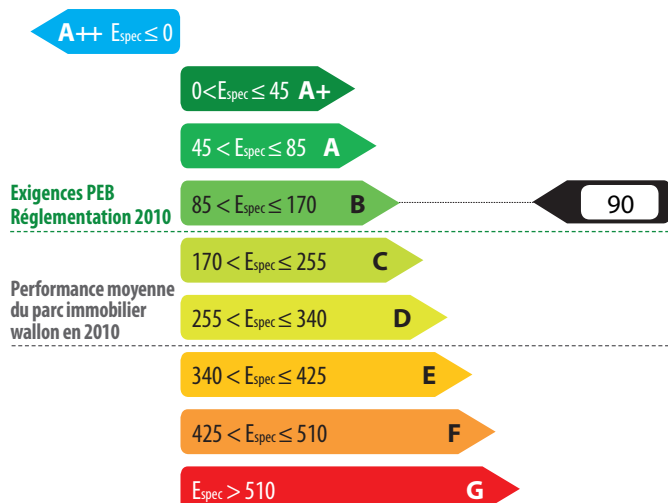 A++ Espec ≤ 0
0<Espec ≤ 45 A+
45 < Espec ≤ 85 A
Exigences PEB
Réglementation 2010
85 < Espec ≤ 170 B
90
170 < Espec ≤ 255 C
Performance moyenne
du parc immobilier
wallon en 2010
255 < Espec ≤ 340 D
340 < Espec ≤ 425 E
425 < Espec ≤ 510 F
Espec > 510 G